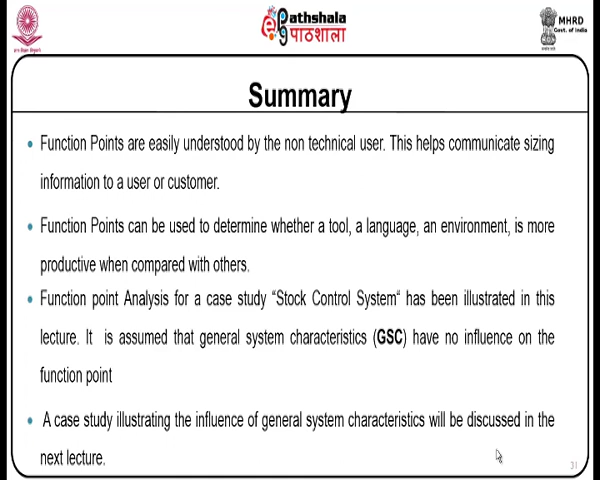 Pathshala
पाठशाला
MHRD
Govt. of India
Summary
• Function Points are easily understood by the non technical user. This helps communicate sizing
information to a user or customer.
• Function Points can be used to determine whether a tool, a language, an environment, is more
productive when compared with others.
• Function point Analysis for a case study “Stock Control System“ has been illustrated in this
lecture. It is assumed that general system characteristics (GSC) have no influence on the
function point
• A case study illustrating the influence of general system characteristics will be discussed in the
next lecture.
31